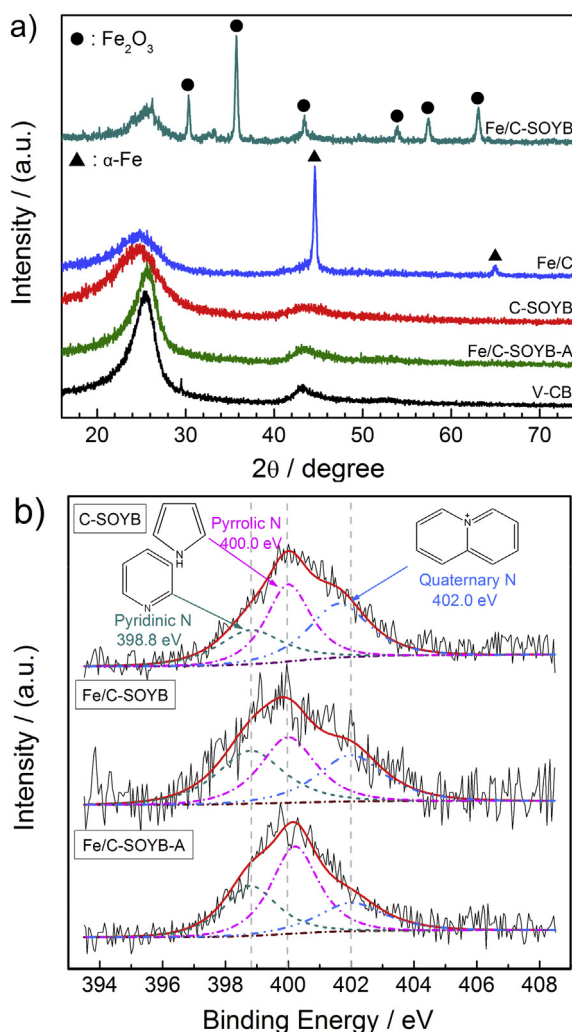 a)
● : Fe₂O₃
Fe/C-SOYB
▲ : α-Fe
Fe/C
C-SOYB
Fe/C-SOYB-A
V-CB
Intensity / (a.u.)
20 30 40 50 60 70
2θ / degree
b)
C-SOYB
N
H
Pyrrolic N
400.0 eV
N
Pyridinic N
398.8 eV
N+
Quaternary N
402.0 eV
Fe/C-SOYB
Fe/C-SOYB-A
Intensity / (a.u.)
394 396 398 400 402 404 406 408
Binding Energy / eV